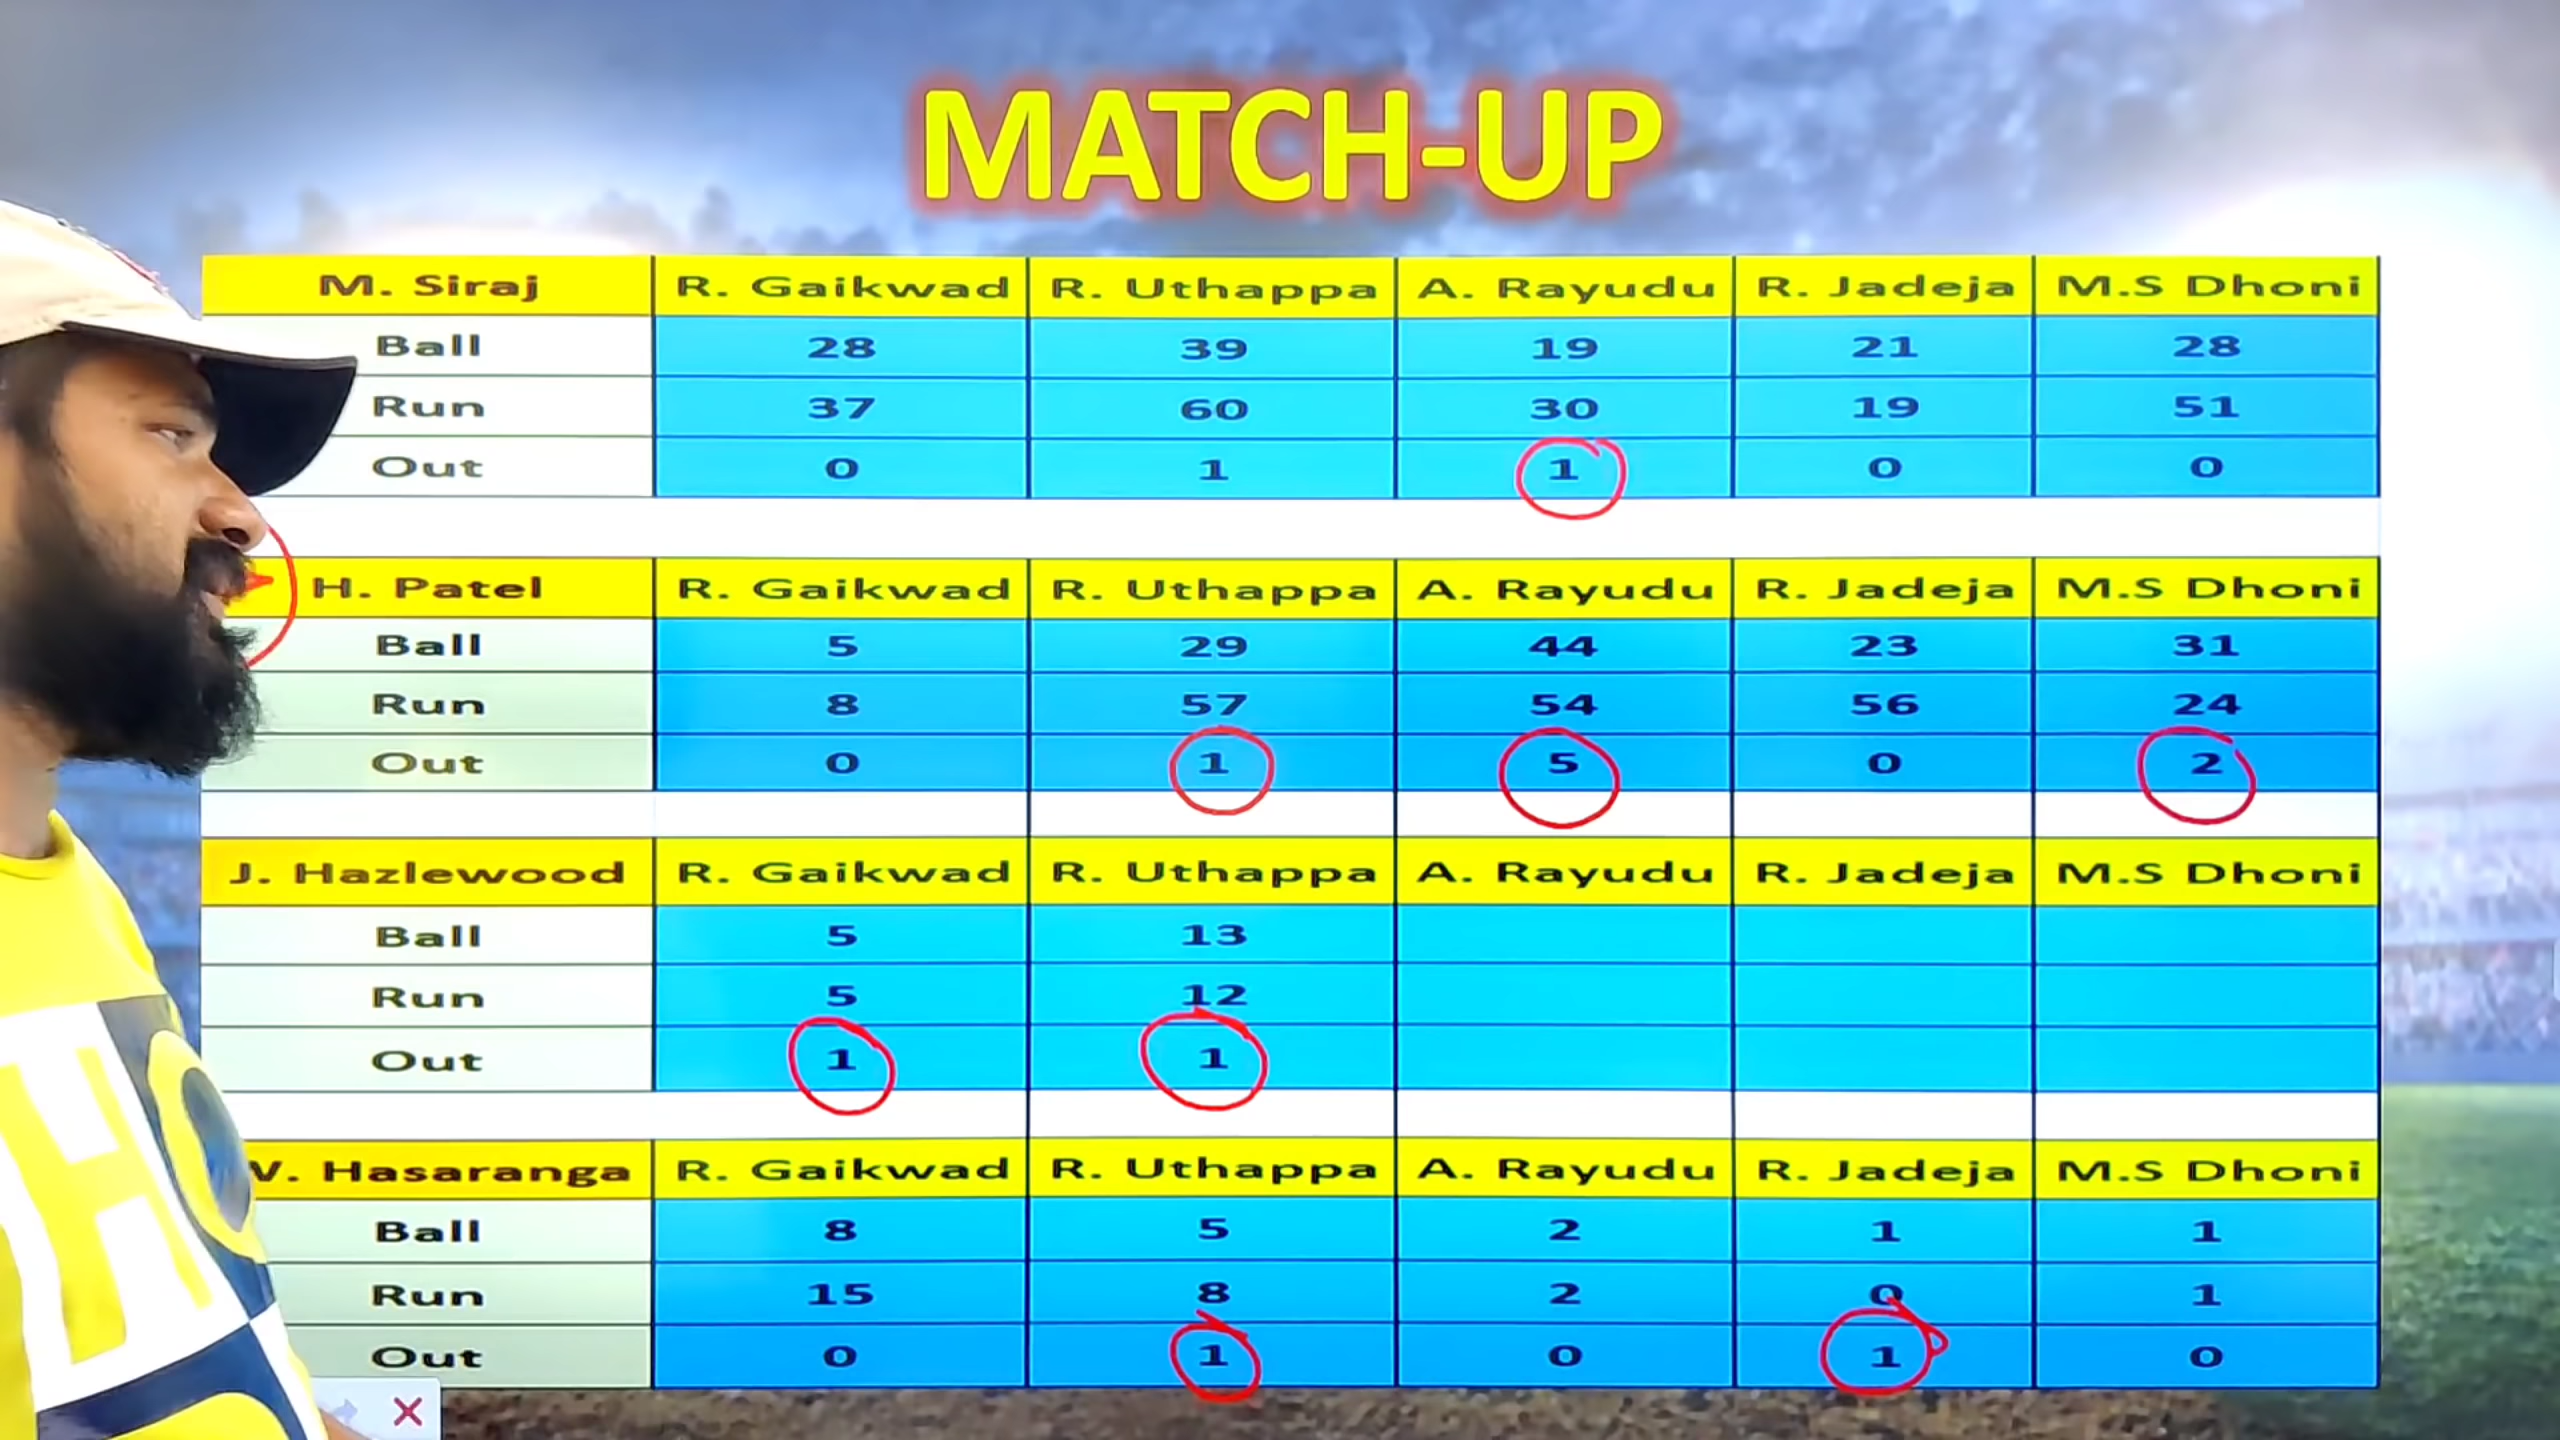 MATCH-UP
M. Siraj R. Gaikwad R. Uthappa A. Rayudu R. Jadeja M.S Dhoni
Ball 28 39 19 21 28
Run 37 60 30 19 51
Out 0 1 1 0 0
H. Patel R. Gaikwad R. Uthappa A. Rayudu R. Jadeja M.S Dhoni
Ball 5 29 44 23 31
Run 8 57 54 56 24
Out 0 1 5 0 2
J. Hazlewood R. Gaikwad R. Uthappa A. Rayudu R. Jadeja M.S Dhoni
Ball 5 13
Run 5 12
Out 1 1
W. Hasaranga R. Gaikwad R. Uthappa A. Rayudu R. Jadeja M.S Dhoni
Ball 8 5 2 1 1
Run 15 8 2 0 1
Out 0 1 0 1 0